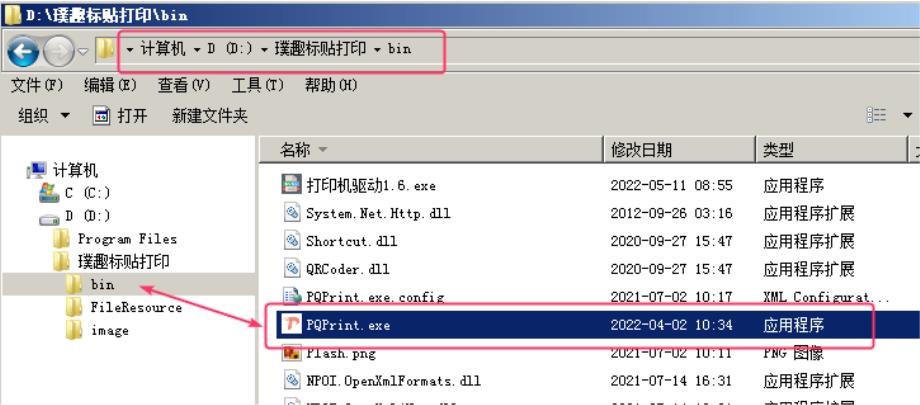 D:\璞趣标贴打印\bin
计算机 D (D:) 璞趣标贴打印 bin
文件(F) 编辑(E) 查看(V) 工具(T) 帮助(H)
组织 打开 新建文件夹
名称 修改日期 类型
计算机
C (C:)
D (D:)
Program Files
璞趣标贴打印
bin
FileResource
image
打印机驱动1.6.exe 2022-05-11 08:55 应用程序
System.Net.Http.dll 2012-09-26 03:16 应用程序扩展
Shortcut.dll 2020-09-27 15:47 应用程序扩展
QRCoder.dll 2020-09-27 15:47 应用程序扩展
PQPrint.exe.config 2021-07-02 10:17 XML Configurat...
PQPrint.exe 2022-04-02 10:34 应用程序
Plash.png 2021-07-02 10:11 PNG 图像
NPOI.OpenXmlFormats.dll 2021-07-14 16:31 应用程序扩展